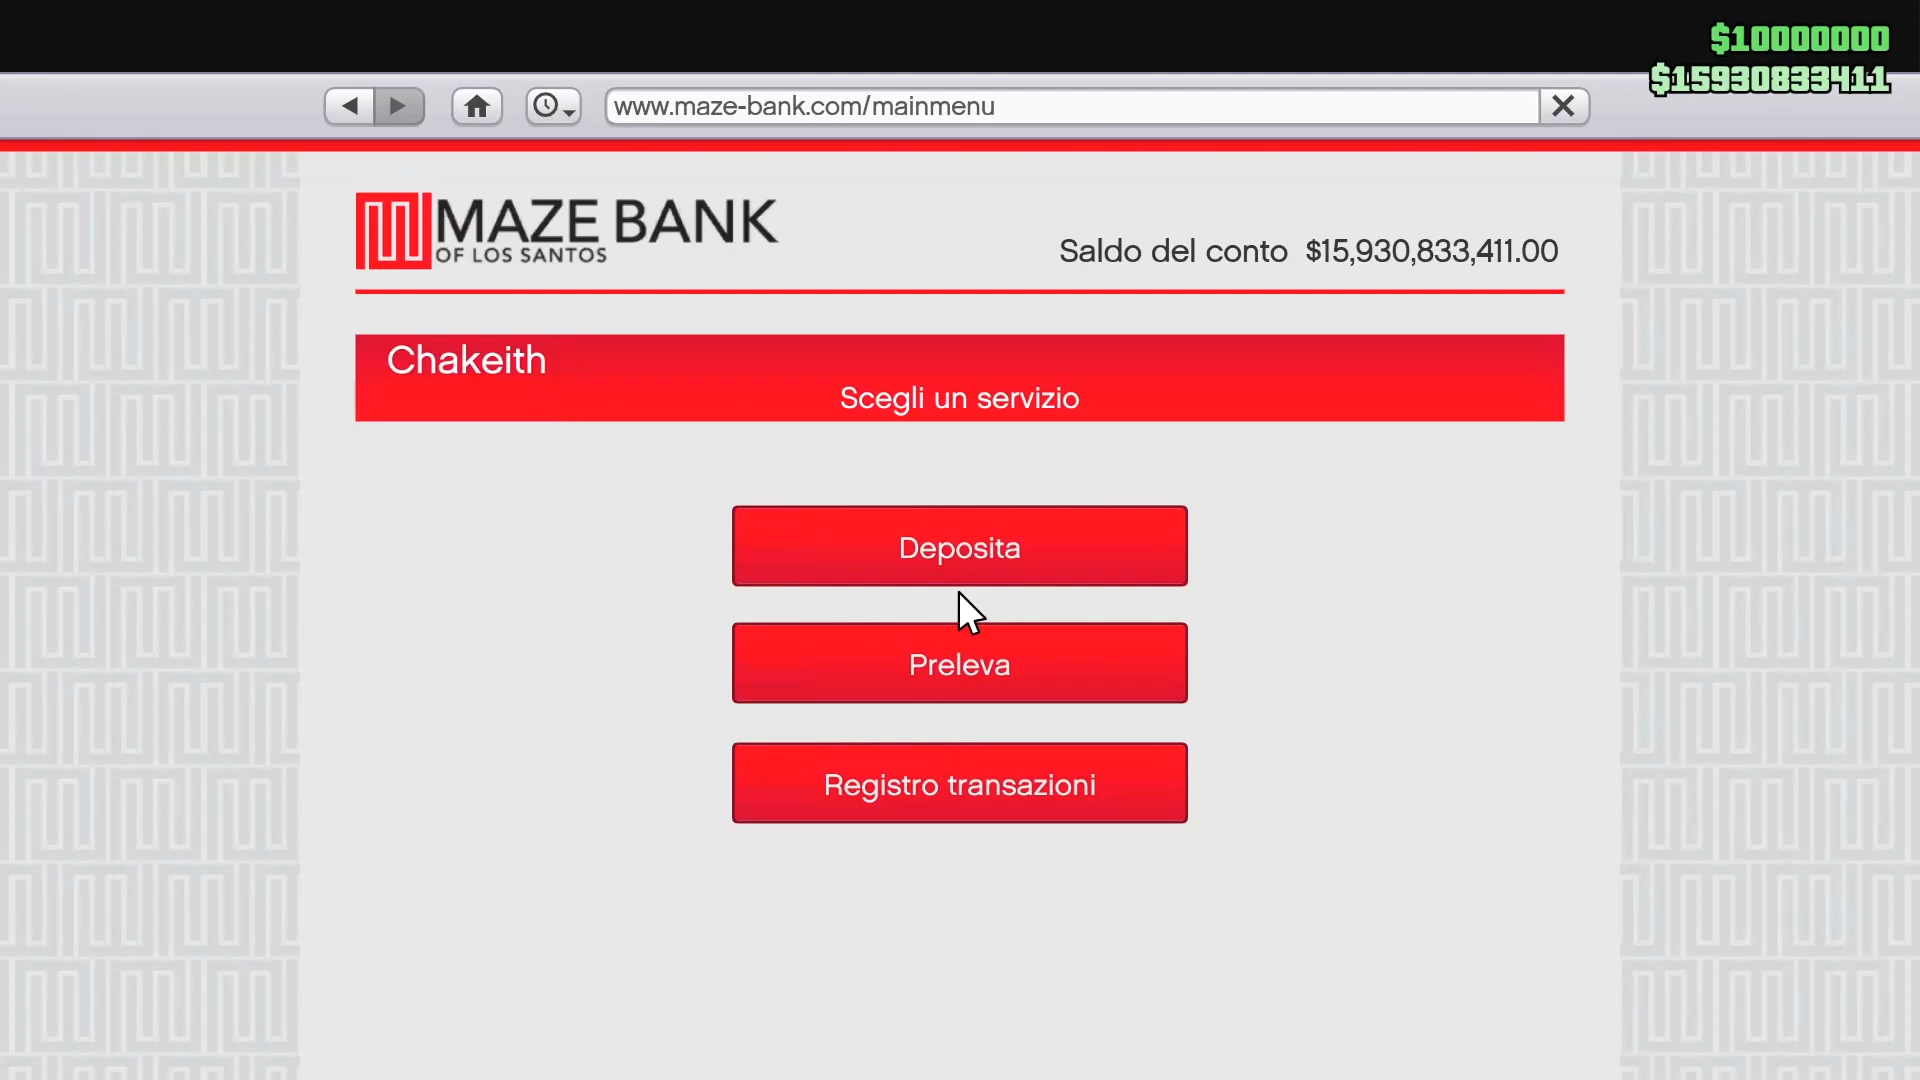 $10000000
$15930833411
www.maze-bank.com/mainmenu
MAZE BANK
OF LOS SANTOS
Saldo del conto $15,930,833,411.00
Chakeith
Scegli un servizio
Deposita
Preleva
Registro transazioni